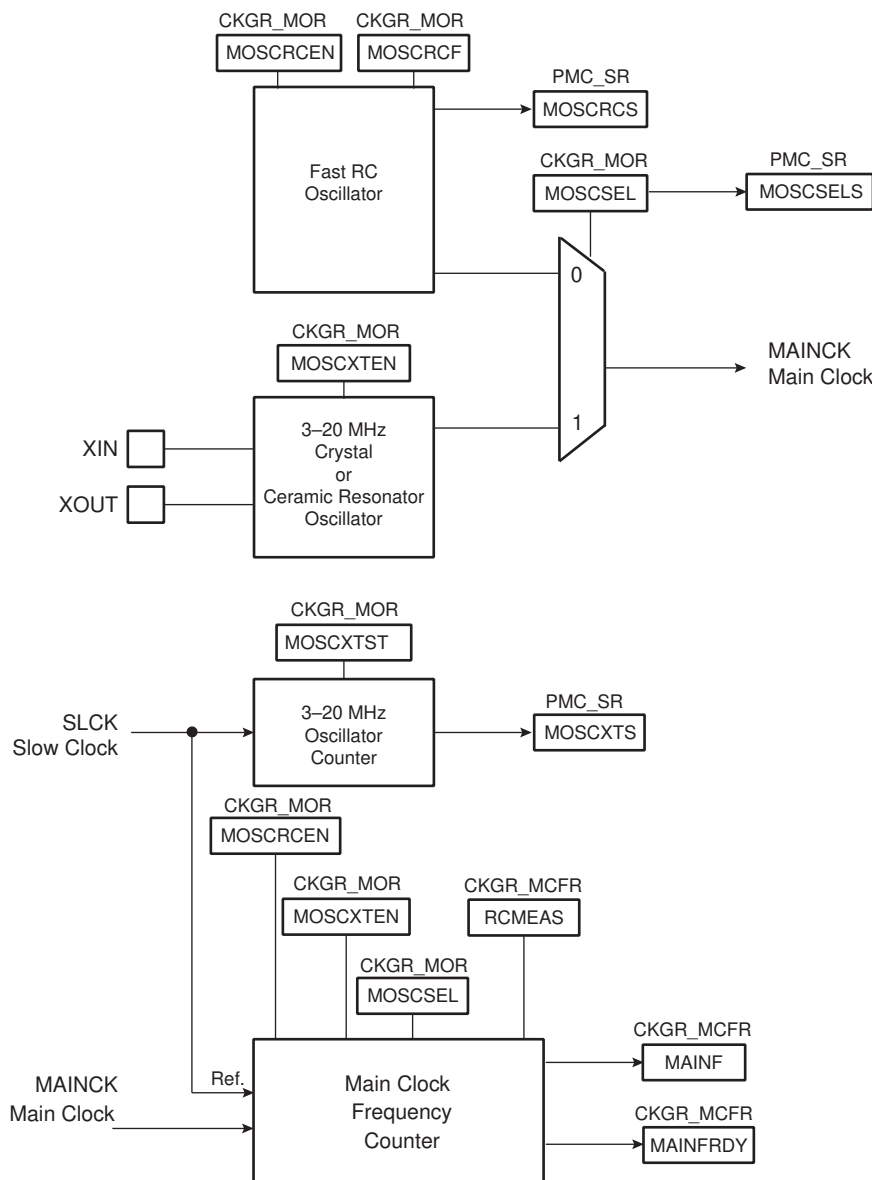 CKGR_MOR CKGR_MOR
MOSCRCEN MOSCRCF
PMC_SR
MOSCRCS
Fast RC
Oscillator
CKGR_MOR
MOSCSEL
PMC_SR
MOSCSELS
0
CKGR_MOR
MOSCXTEN
MAINCK
Main Clock
1
XIN
XOUT
3–20 MHz
Crystal
or
Ceramic Resonator
Oscillator
CKGR_MOR
MOSCXTST
SLCK
Slow Clock
3–20 MHz
Oscillator
Counter
PMC_SR
MOSCXTS
CKGR_MOR
MOSCRCEN
CKGR_MOR
MOSCXTEN
CKGR_MCFR
RCMEAS
CKGR_MOR
MOSCSEL
MAINCK
Main Clock
Ref.
Main Clock
Frequency
Counter
CKGR_MCFR
MAINF
CKGR_MCFR
MAINFRDY